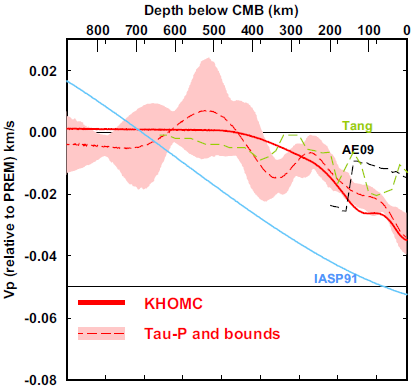 Depth below CMB (km)
800 700 600 500 400 300 200 100 0
Vp (relative to PREM) km/s
0.02
0.00
-0.02
-0.04
-0.06
-0.08
Tang
AE09
IASP91
KHOMC
Tau-P and bounds